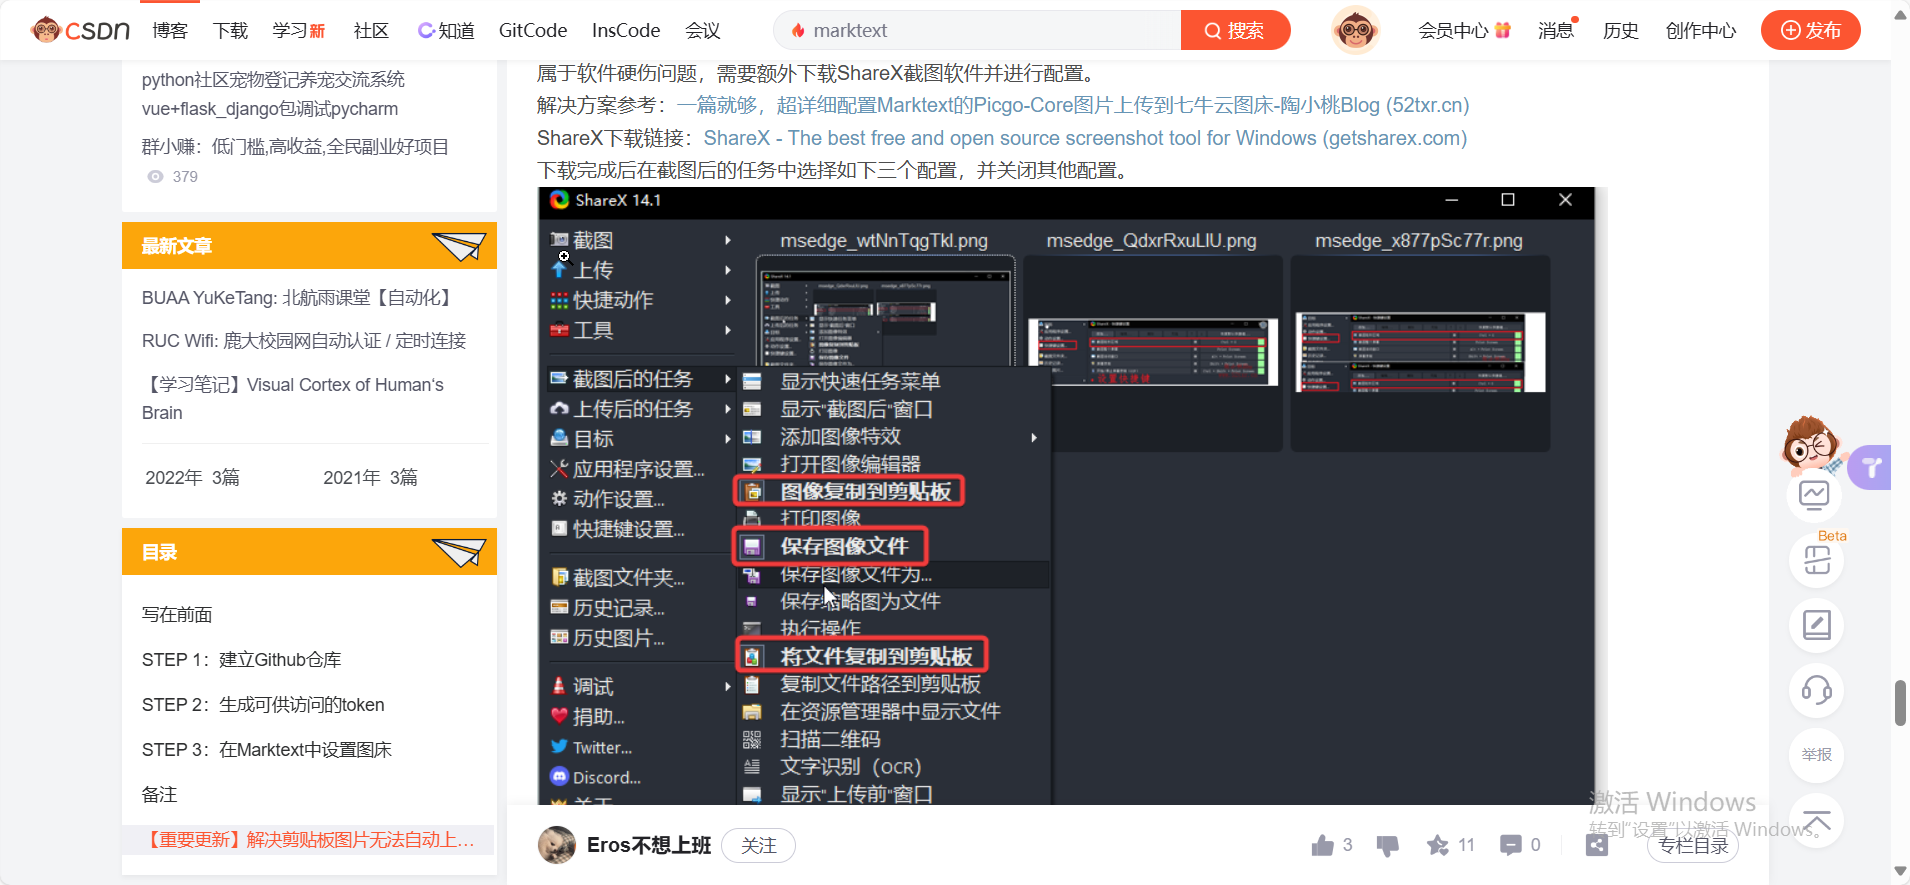 CSDN 博客 下载 学习新 社区 知道 GitCode InsCode 会议 marktext 搜索 会员中心 消息 历史 创作中心 发布
python社区宠物登记养宠交流系统
vue+flask_django包调试pycharm
群小赚：低门槛,高收益,全民副业好项目
379
最新文章
BUAA YuKeTang: 北航雨课堂【自动化】
RUC Wifi: 鹿大校园网自动认证 / 定时连接
【学习笔记】Visual Cortex of Human's
Brain
2022年 3篇 2021年 3篇
目录
写在前面
STEP 1：建立Github仓库
STEP 2：生成可供访问的token
STEP 3：在Marktext中设置图床
备注
【重要更新】解决剪贴板图片无法自动上…
属于软件硬伤问题，需要额外下载ShareX截图软件并进行配置。
解决方案参考：一篇就够，超详细配置Marktext的Picgo-Core图片上传到七牛云图床-陶小桃Blog (52txr.cn)
ShareX下载链接：ShareX - The best free and open source screenshot tool for Windows (getsharex.com)
下载完成后在截图后的任务中选择如下三个配置，并关闭其他配置。
ShareX 14.1
截图
上传
快捷动作
工具
截图后的任务
上传后的任务
目标
应用程序设置...
动作设置...
快捷键设置...
截图文件夹...
历史记录...
历史图片...
调试
捐助...
Twitter...
Discord...
关于
msedge_wtNnTqgTkl.png msedge_QdxrRxuLIU.png msedge_x877pSc77r.png
显示快速任务菜单
显示"截图后"窗口
添加图像特效
打开图像编辑器
图像复制到剪贴板
打印图像
保存图像文件
保存图像文件为...
保存缩略图为文件
执行操作
将文件复制到剪贴板
复制文件路径到剪贴板
在资源管理器中显示文件
扫描二维码
文字识别（OCR）
显示"上传前"窗口
Eros不想上班 关注 3 11 0 专栏目录
Beta
举报
激活 Windows
转到"设置"以激活 Windows。